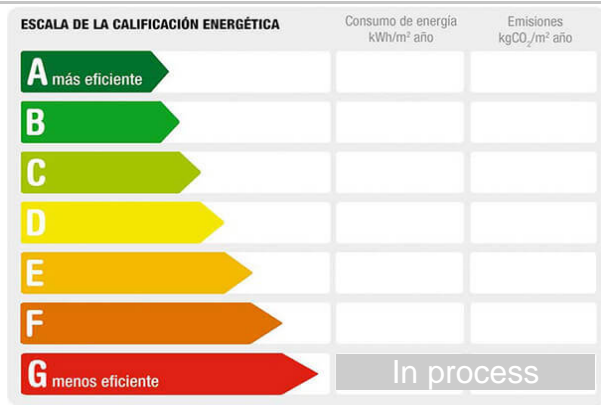 ESCALA DE LA CALIFICACIÓN ENERGÉTICA
Consumo de energía
kWh/m² año
Emisiones
kgCO₂/m² año
A más eficiente
B
C
D
E
F
G menos eficiente
In process